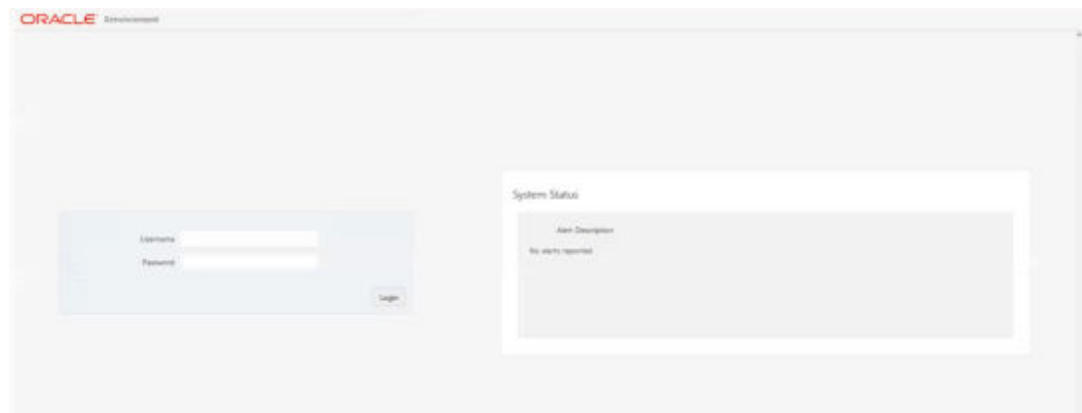 ORACLE
System Status
Username
Password
Login
Alert Description
No alerts reported